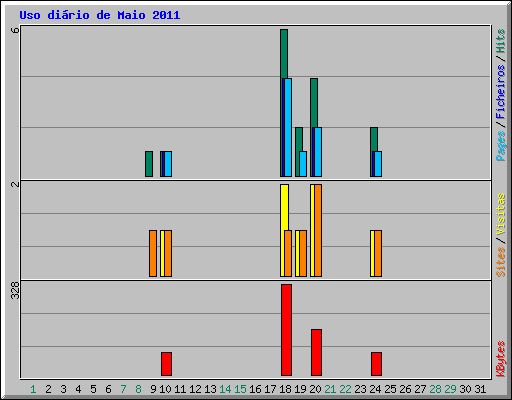 Uso diário de Maio 2011
6
Pages / Ficheiros / Hits
2
Sites / Visitas
328
KBytes
1 2 3 4 5 6 7 8 9 10 11 12 13 14 15 16 17 18 19 20 21 22 23 24 25 26 27 28 29 30 31